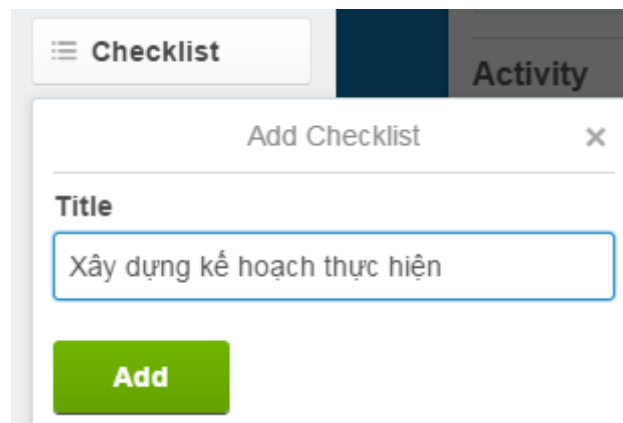 Checklist
Activity
Add Checklist
Title
Xây dựng kế hoạch thực hiện
Add